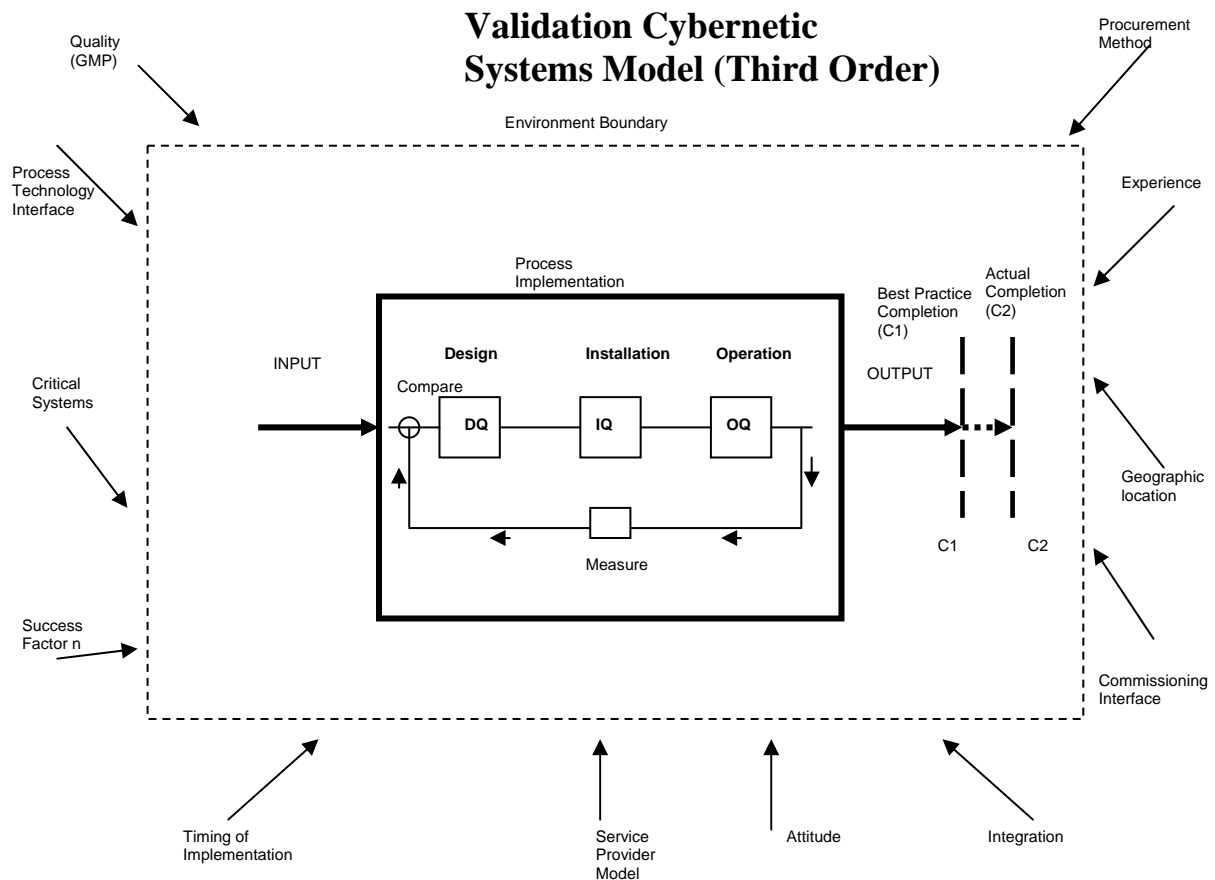 Validation Cybernetic
Systems Model (Third Order)
Quality
(GMP)
Procurement
Method
Environment Boundary
Process
Technology
Interface
Experience
Process
Implementation
Best Practice
Completion
(C1)
Actual
Completion
(C2)
INPUT
Design
Installation
Operation
OUTPUT
Compare
DQ
IQ
OQ
Critical
Systems
Geographic
location
Measure
C1
C2
Success
Factor n
Commissioning
Interface
Timing of
Implementation
Service
Provider
Model
Attitude
Integration